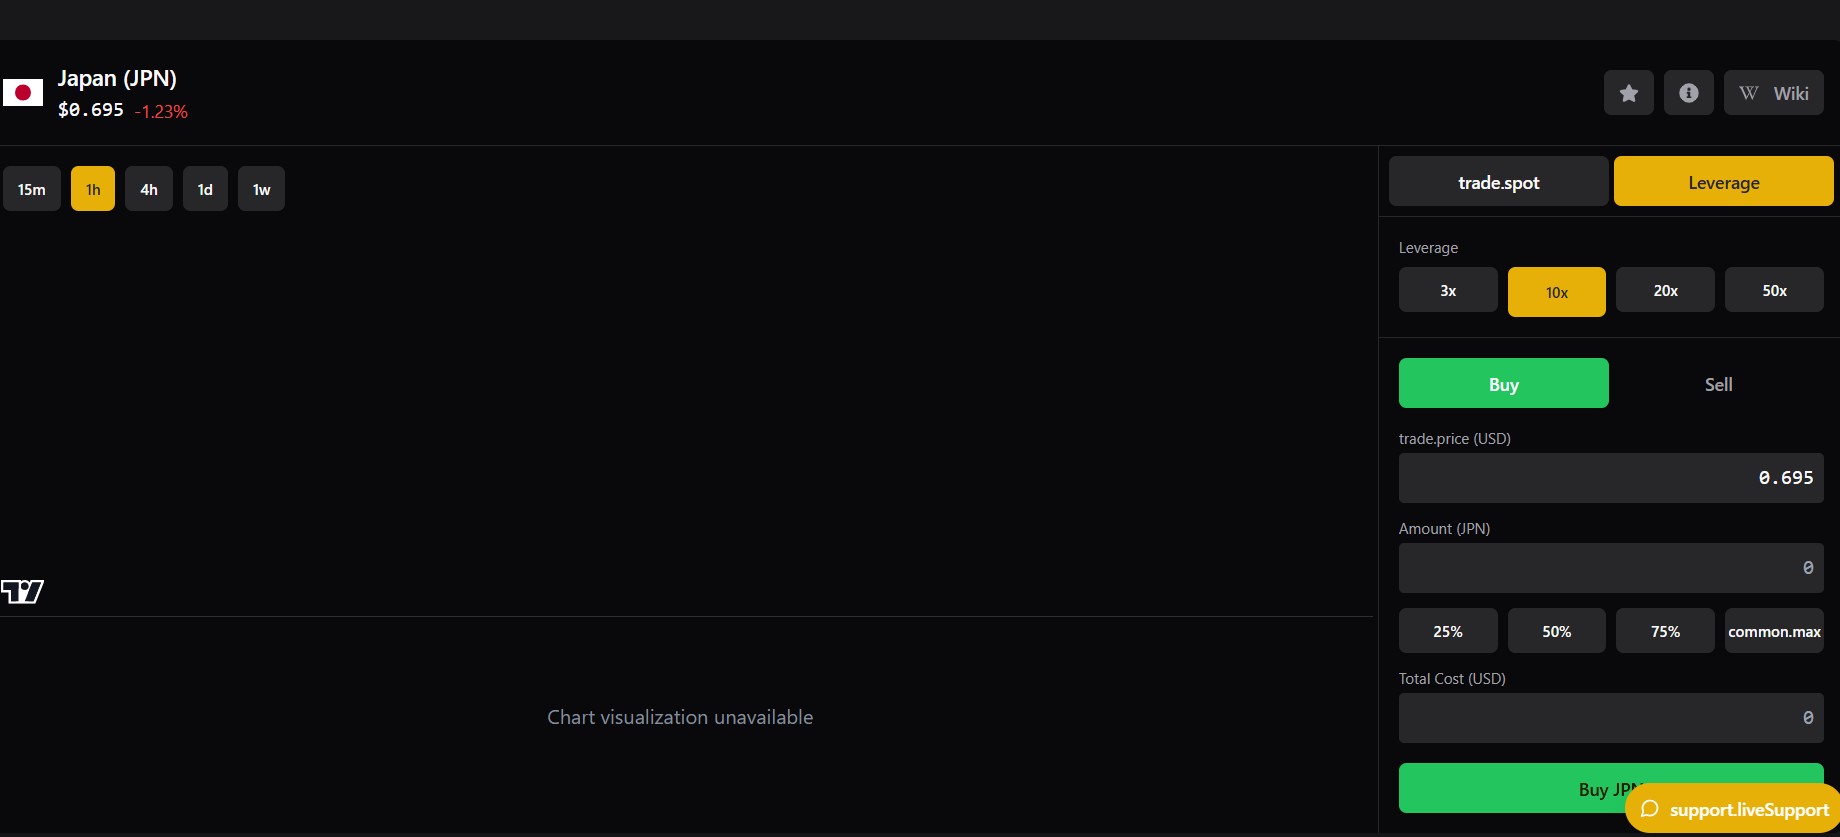 Japan (JPN)
$0.695 -1.23%
W Wiki
15m 1h 4h 1d 1w
trade.spot Leverage
Leverage
3x 10x 20x 50x
Buy Sell
trade.price (USD)
0.695
Amount (JPN)
0
25% 50% 75% common.max
Total Cost (USD)
0
Chart visualization unavailable
Buy JPN
support.liveSupport